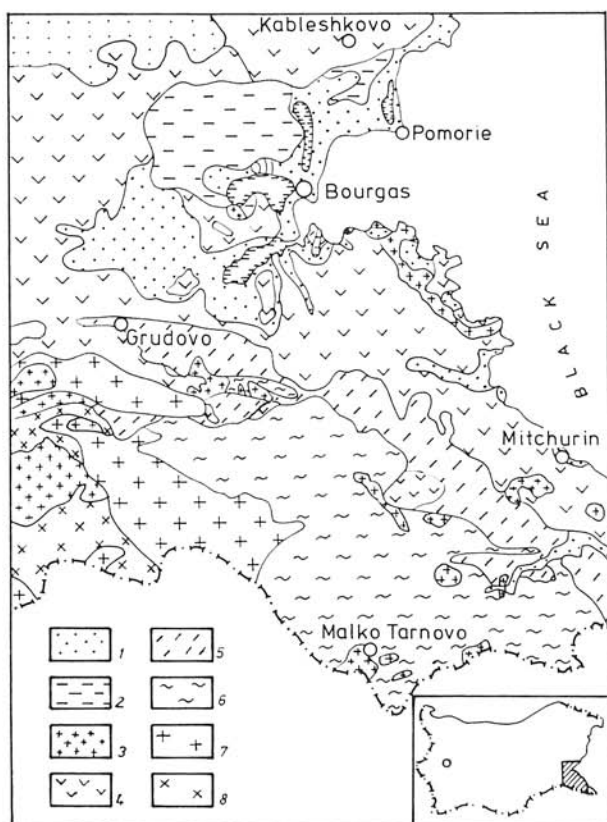 Kableshkovo
Pomorie
Bourgas
BLACK SEA
Grudovo
Mitchurin
Malko Tarnovo
1 5
2 6
3 7
4 8